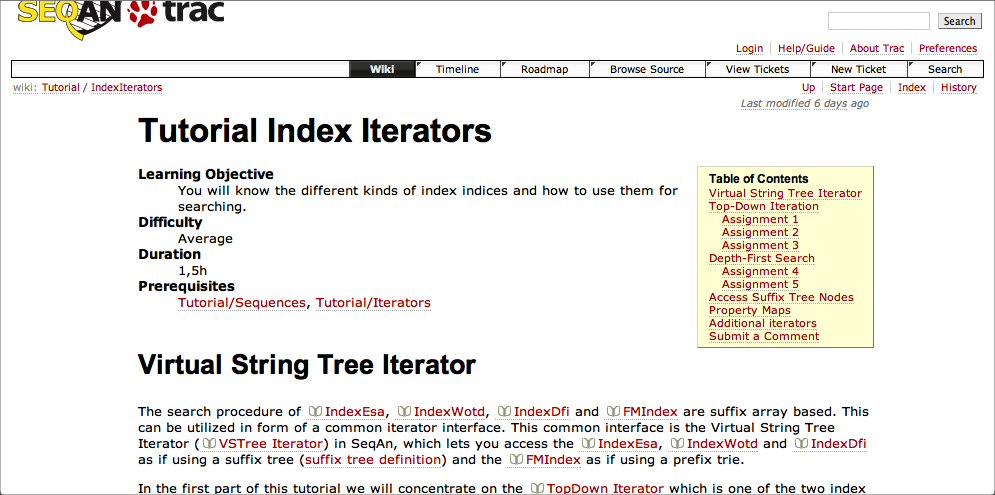 SEQAN trac
Search
Login Help/Guide About Trac Preferences
Wiki Timeline Roadmap Browse Source View Tickets New Ticket Search
wiki: Tutorial / IndexIterators
Up Start Page Index History
Last modified 6 days ago
Tutorial Index Iterators
Learning Objective
You will know the different kinds of index indices and how to use them for
searching.
Difficulty
Average
Duration
1,5h
Prerequisites
Tutorial/Sequences, Tutorial/Iterators
Table of Contents
Virtual String Tree Iterator
Top-Down Iteration
Assignment 1
Assignment 2
Assignment 3
Depth-First Search
Assignment 4
Assignment 5
Access Suffix Tree Nodes
Property Maps
Additional iterators
Submit a Comment
Virtual String Tree Iterator
The search procedure of IndexEsa, IndexWotd, IndexDfi and FMIndex are suffix array based. This
can be utilized in form of a common iterator interface. This common interface is the Virtual String Tree
Iterator ( VSTree Iterator) in SeqAn, which lets you access the IndexEsa, IndexWotd and IndexDfi
as if using a suffix tree (suffix tree definition) and the FMIndex as if using a prefix trie.
In the first part of this tutorial we will concentrate on the TopDown Iterator which is one of the two index